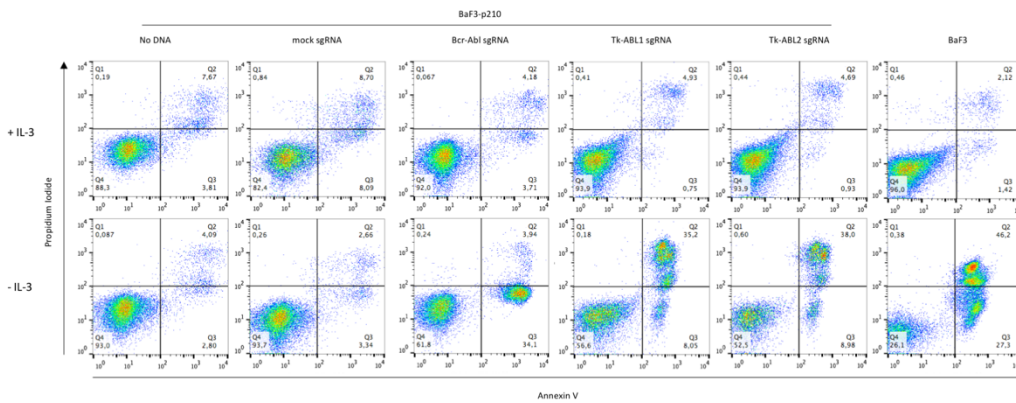 BaF3-p210
No DNA mock sgRNA Bcr-Abl sgRNA Tk-ABL1 sgRNA Tk-ABL2 sgRNA BaF3
Q1 Q2 Q1 Q2 Q1 Q2 Q1 Q2 Q1 Q2 Q1 Q2
0,19 7,67 0,84 8,70 0,067 4,18 0,41 4,93 0,44 4,69 0,46 2,12
+ IL-3
Q4 Q3 Q4 Q3 Q4 Q3 Q4 Q3 Q4 Q3 Q4 Q3
88,3 3,81 82,4 8,09 92,0 3,71 93,9 0,75 93,9 0,93 96,0 1,42
Propidium Iodide
Q1 Q2 Q1 Q2 Q1 Q2 Q1 Q2 Q1 Q2 Q1 Q2
0,087 4,09 0,26 2,66 0,24 3,94 0,18 35,2 0,60 38,0 0,38 46,2
- IL-3
Q4 Q3 Q4 Q3 Q4 Q3 Q4 Q3 Q4 Q3 Q4 Q3
93,0 2,80 93,7 3,34 61,8 34,1 56,6 8,05 52,5 8,98 26,1 27,3
Annexin V